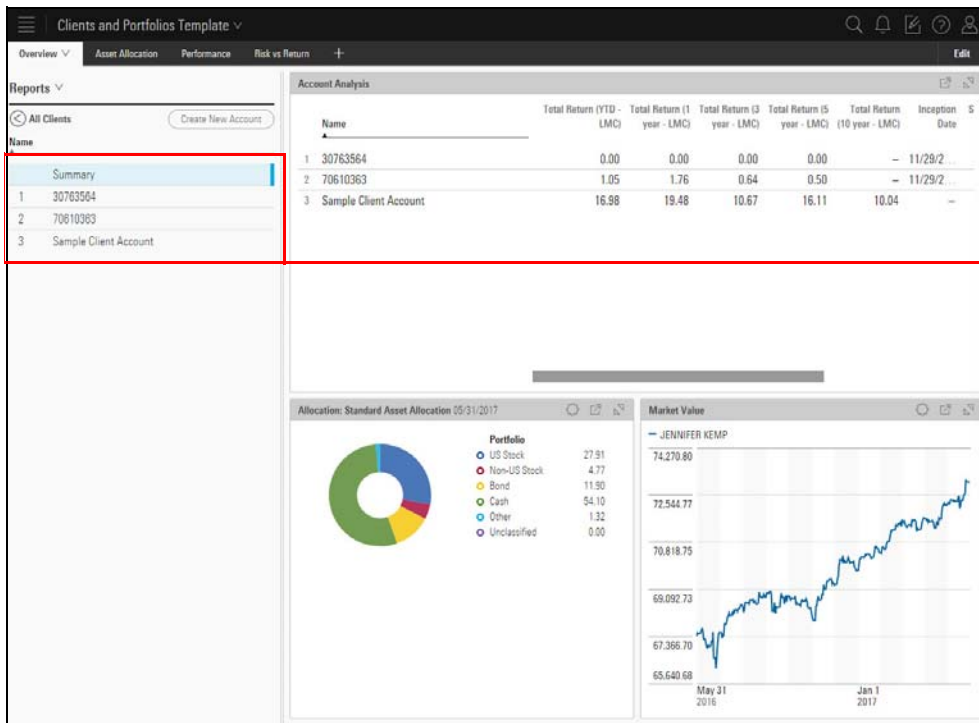 Clients and Portfolios Template
Overview Asset Allocation Performance Risk vs Return + Edit
Reports
All Clients Create New Account
Name
Summary
1 30763564
2 70610363
3 Sample Client Account
Account Analysis
Name Total Return (YTD - LMC) Total Return (1 year - LMC) Total Return (3 year - LMC) Total Return (5 year - LMC) Total Return (10 year - LMC) Inception Date S
1 30763564 0.00 0.00 0.00 0.00 – 11/29/2...
2 70610363 1.05 1.76 0.64 0.50 – 11/29/2...
3 Sample Client Account 16.98 19.48 10.67 16.11 10.04 –
Allocation: Standard Asset Allocation 05/31/2017
Portfolio
US Stock 27.91
Non-US Stock 4.77
Bond 11.90
Cash 54.10
Other 1.32
Unclassified 0.00
Market Value
JENNIFER KEMP
74,270.80
72,544.77
70,818.75
69,092.73
67,366.70
65,640.68
May 31 Jan 1
2016 2017